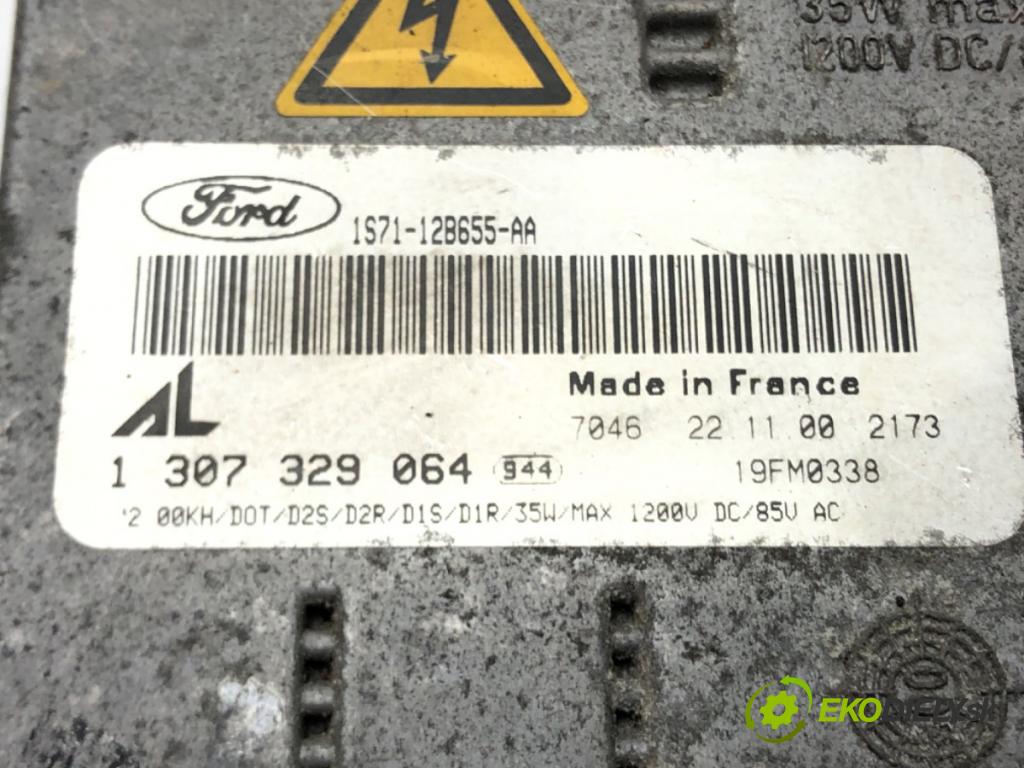 35W max
1200V DC/
Ford
1S71-12B655-AA
AL
Made in France
7046 22 11 00 2173
1 307 329 064 944
19FM0338
'2 00KH/DOT/D2S/D2R/D1S/D1R/35W/MAX 1200V DC/85V AC